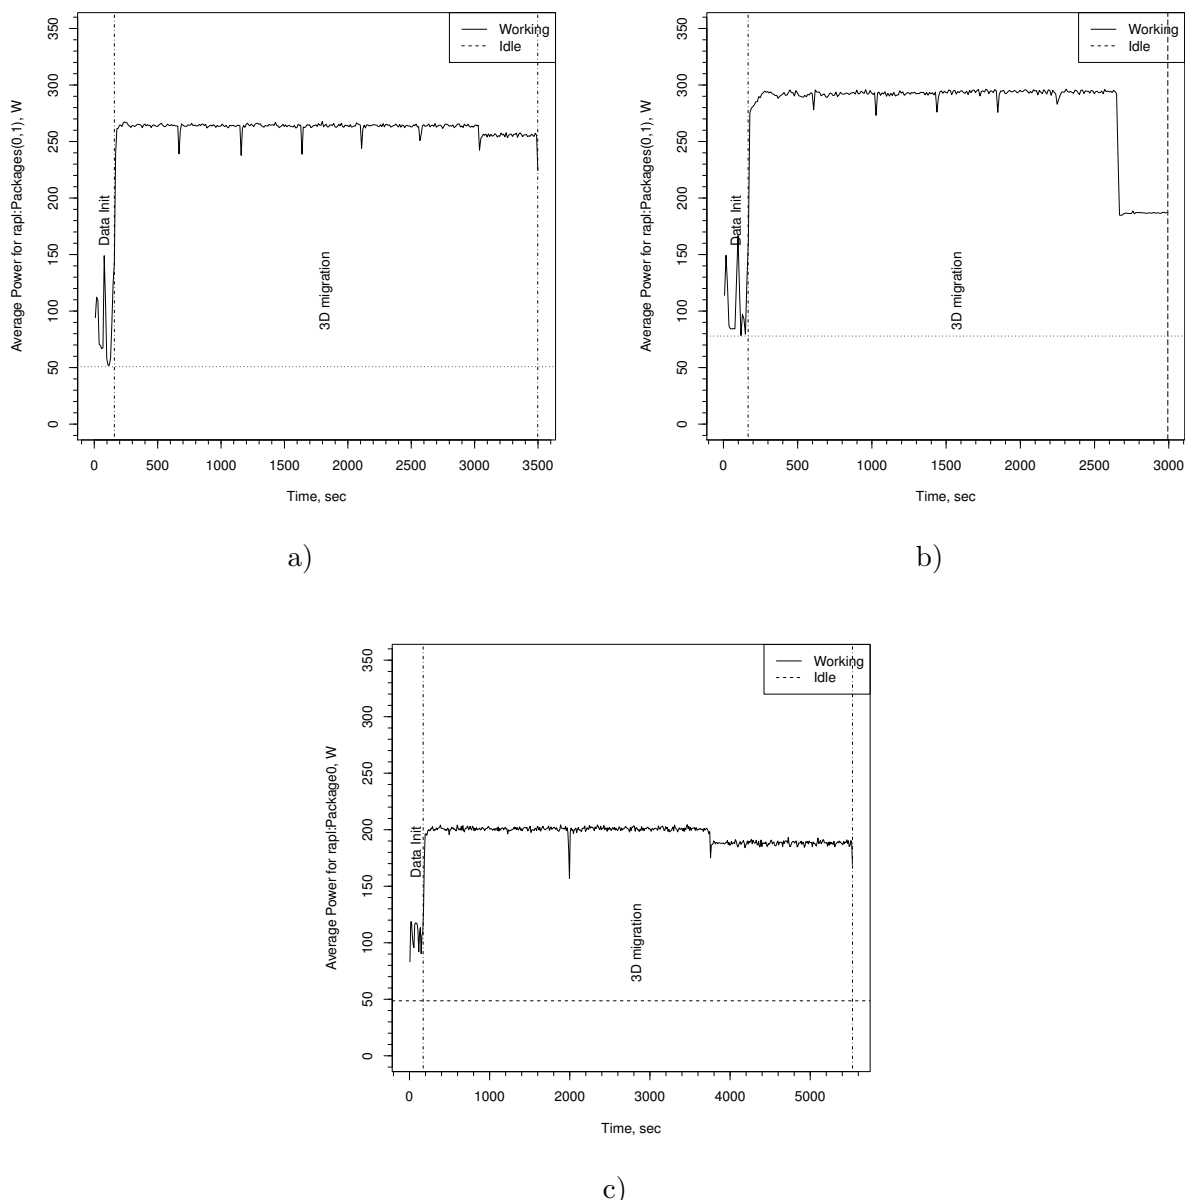 Average Power for rapl:Packages(0,1), W
350
300
250
200
150
100
50
0
Working
Idle
Data Init
3D migration
0 500 1000 1500 2000 2500 3000 3500
Time, sec
a)
Average Power for rapl:Packages(0,1), W
350
300
250
200
150
100
50
0
Working
Idle
Data Init
3D migration
0 500 1000 1500 2000 2500 3000
Time, sec
b)
Average Power for rapl:Package0, W
350
300
250
200
150
100
50
0
Working
Idle
Data Init
3D migration
0 1000 2000 3000 4000 5000
Time, sec
c)